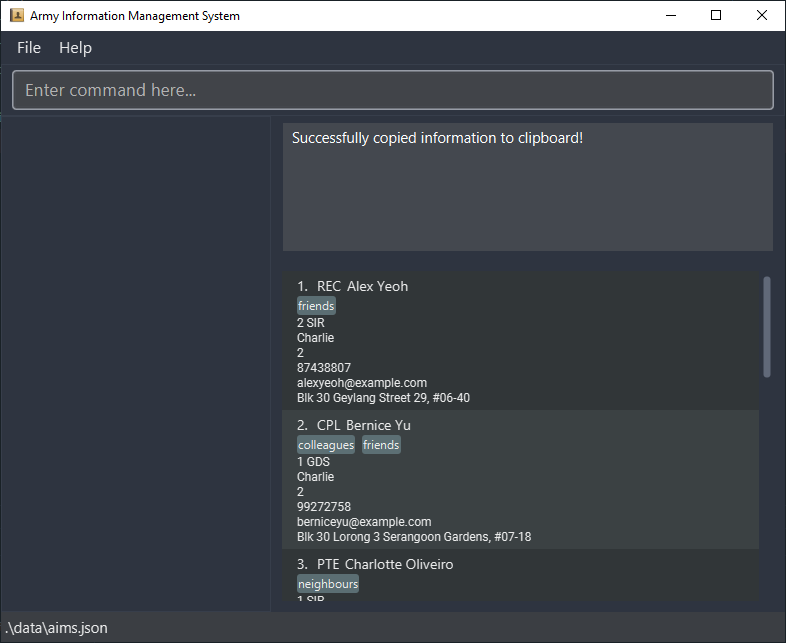 Army Information Management System
File Help
Enter command here...
Successfully copied information to clipboard!
1. REC Alex Yeoh
friends
2 SIR
Charlie
2
87438807
alexyeoh@example.com
Blk 30 Geylang Street 29, #06-40
2. CPL Bernice Yu
colleagues friends
1 GDS
Charlie
2
99272758
berniceyu@example.com
Blk 30 Lorong 3 Serangoon Gardens, #07-18
3. PTE Charlotte Oliveiro
neighbours
1 SIR
.\data\aims.json